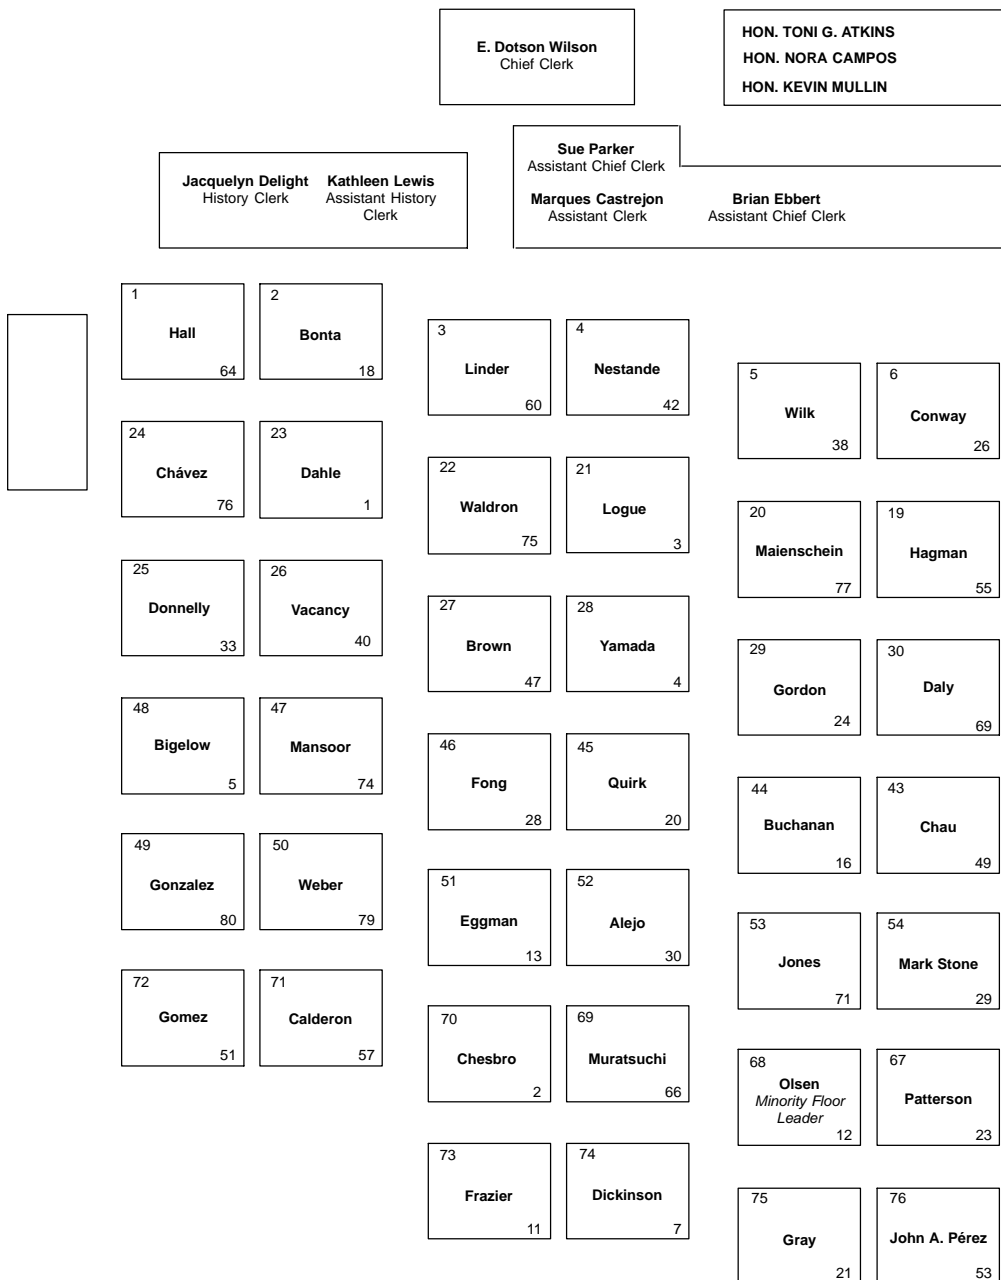 E. Dotson Wilson
Chief Clerk
HON. TONI G. ATKINS
HON. NORA CAMPOS
HON. KEVIN MULLIN
Jacquelyn Delight
History Clerk
Kathleen Lewis
Assistant History
Clerk
Sue Parker
Assistant Chief Clerk
Marques Castrejon
Assistant Clerk
Brian Ebbert
Assistant Chief Clerk
1
Hall
64
2
Bonta
18
3
Linder
60
4
Nestande
42
5
Wilk
38
6
Conway
26
24
Chávez
76
23
Dahle
1
22
Waldron
75
21
Logue
3
20
Maienschein
77
19
Hagman
55
25
Donnelly
33
26
Vacancy
40
27
Brown
47
28
Yamada
4
29
Gordon
24
30
Daly
69
48
Bigelow
5
47
Mansoor
74
46
Fong
28
45
Quirk
20
44
Buchanan
16
43
Chau
49
49
Gonzalez
80
50
Weber
79
51
Eggman
13
52
Alejo
30
53
Jones
71
54
Mark Stone
29
72
Gomez
51
71
Calderon
57
70
Chesbro
2
69
Muratsuchi
66
68
Olsen
Minority Floor
Leader
12
67
Patterson
23
73
Frazier
11
74
Dickinson
7
75
Gray
21
76
John A. Pérez
53